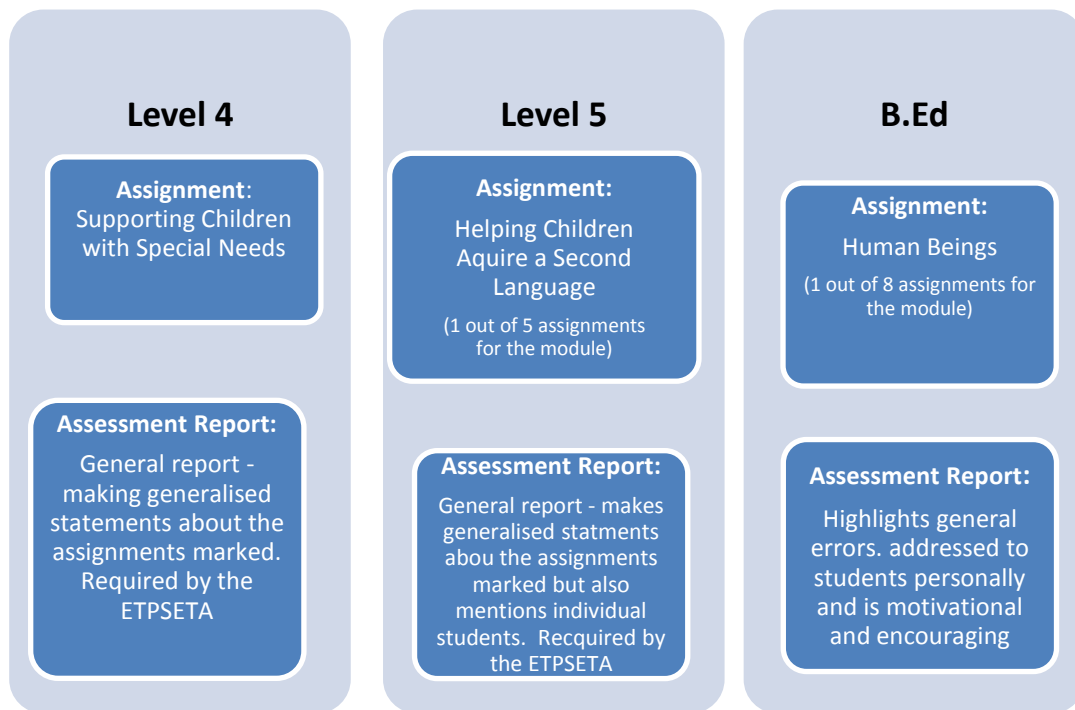 Level 4
Assignment:
Supporting Children
with Special Needs
Assessment Report:
General report -
making generalised
statements about the
assignments marked.
Required by the
ETPSETA
Level 5
Assignment:
Helping Children
Aquire a Second
Language
(1 out of 5 assignments
for the module)
Assessment Report:
General report - makes
generalised statments
abou the assignments
marked but also
mentions individual
students.  Recquired by
the ETPSETA
B.Ed
Assignment:
Human Beings
(1 out of 8 assignments for
the module)
Assessment Report:
Highlights general
errors. addressed to
students personally
and is motivational
and encouraging